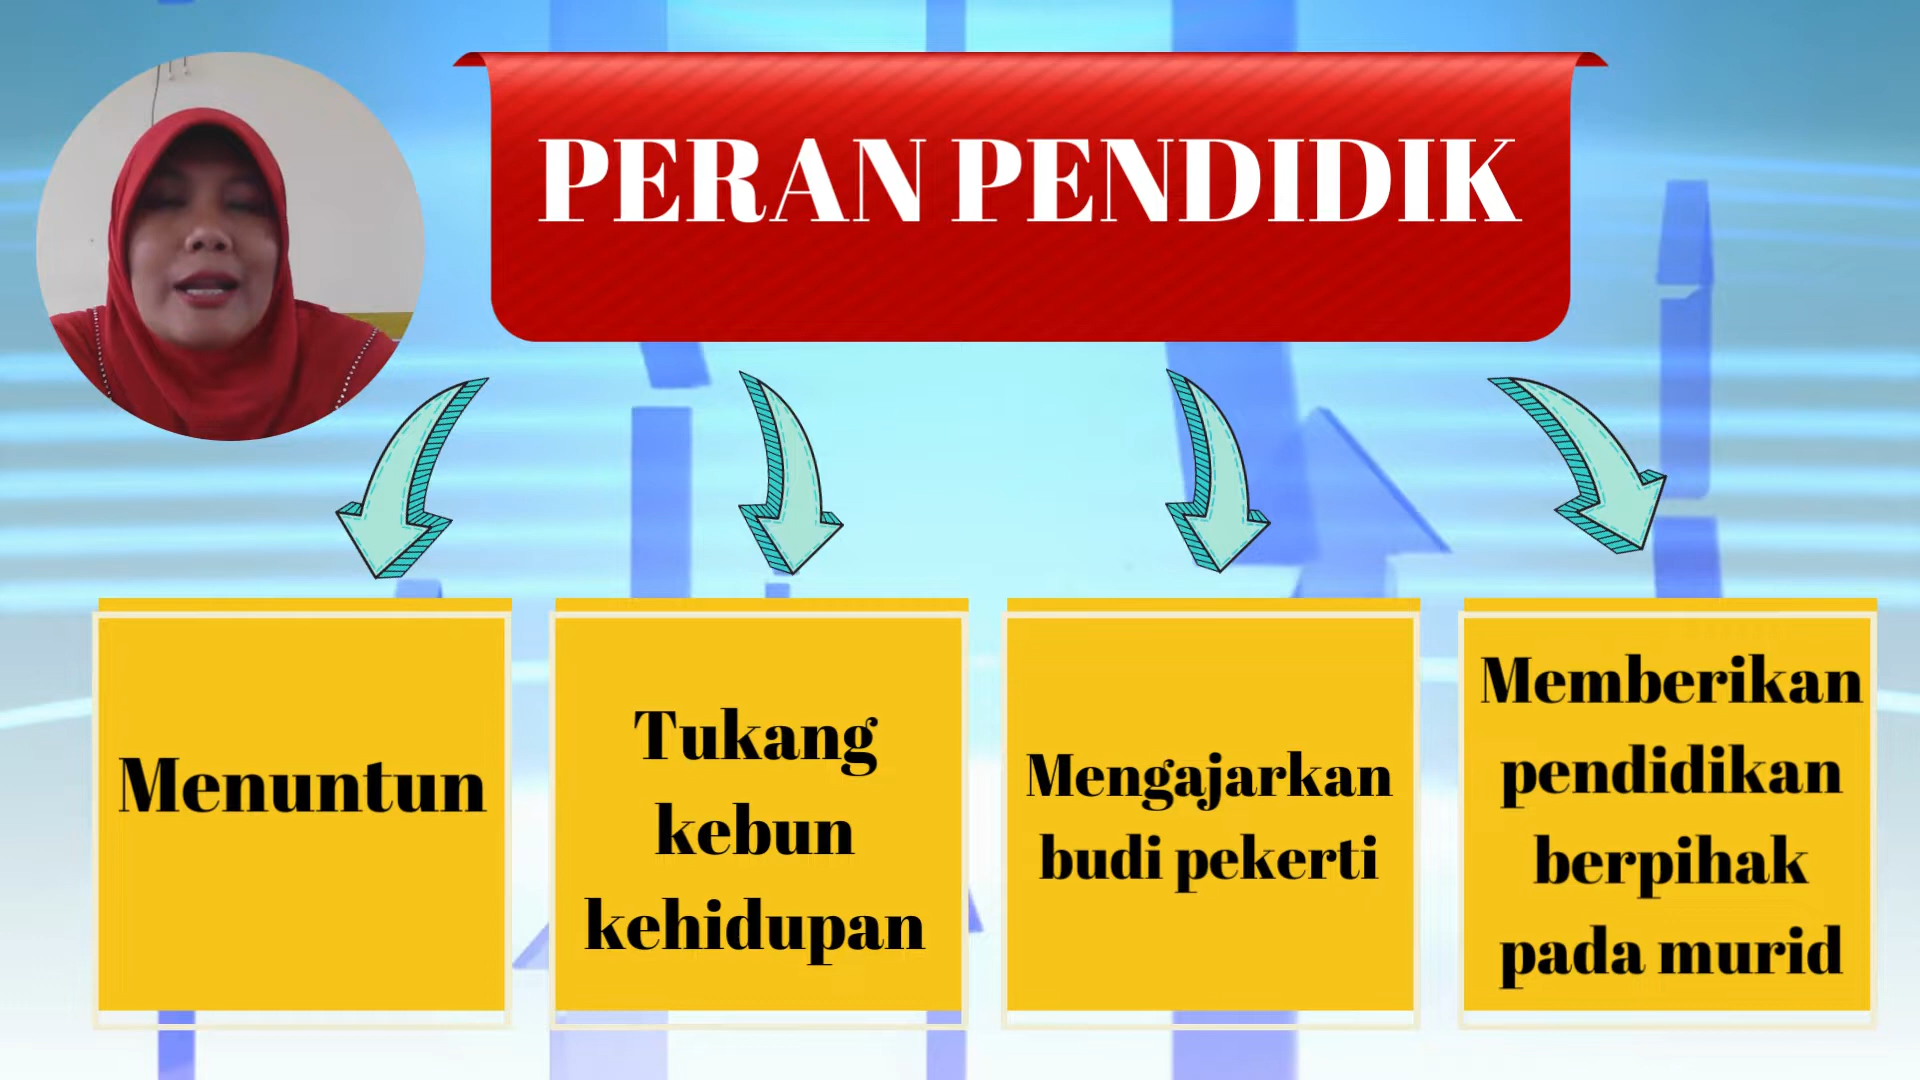 PERAN PENDIDIK
Menuntun
Tukang
kebun
kehidupan
Mengajarkan
budi pekerti
Memberikan
pendidikan
berpihak
pada murid